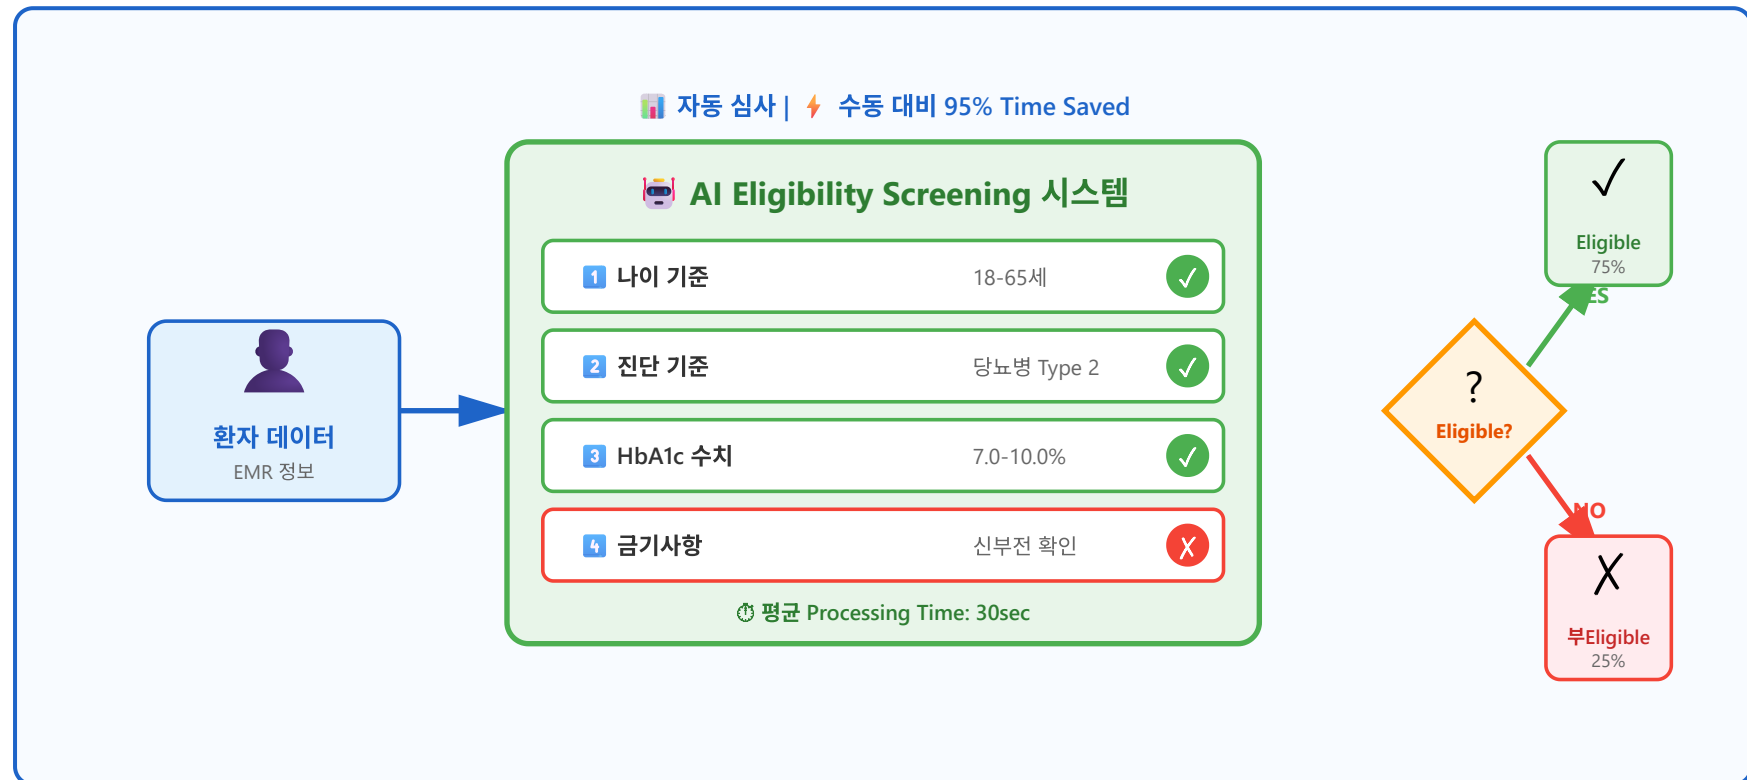 자동 심사 | 수동 대비 95% Time Saved
AI Eligibility Screening 시스템
1 나이 기준 18-65세
2 진단 기준 당뇨병 Type 2
3 HbA1c 수치 7.0-10.0%
4 금기사항 신부전 확인
평균 Processing Time: 30sec
환자 데이터
EMR 정보
?
Eligible?
ES
Eligible
75%
NO
부Eligible
25%